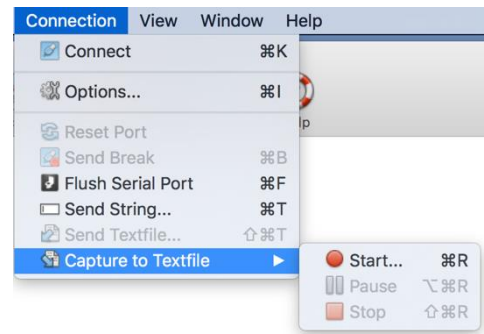 Connection View Window Help
Connect ⌘K
Options... ⌘I
lp
Reset Port
Send Break ⌘B
Flush Serial Port ⌘F
Send String... ⌘T
Send Textfile... ⇧⌘T
Capture to Textfile ▶
Start... ⌘R
Pause ⌥⌘R
Stop ⇧⌘R